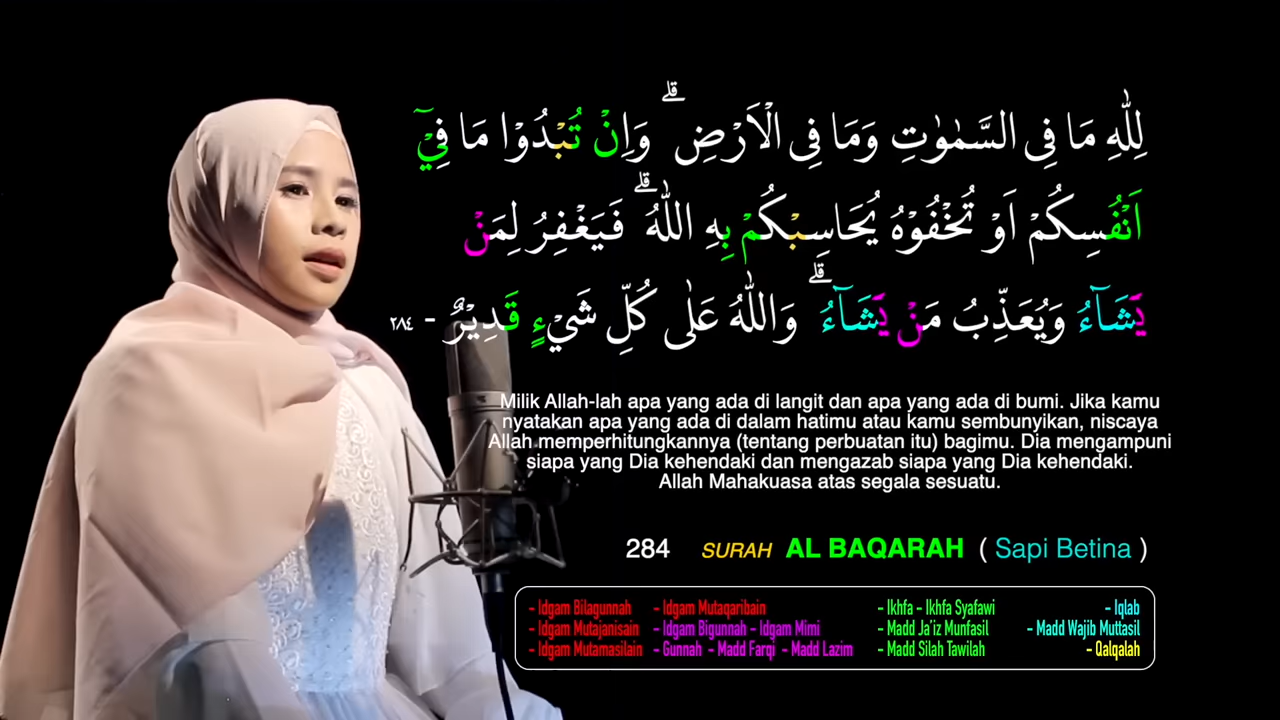 لِلّٰهِ مَا فِى السَّمٰوٰتِ وَمَا فِى الْاَرْضِ ۗ وَاِنْ تُبْدُوْا مَا فِيْٓ
اَنْفُسِكُمْ اَوْ تُخْفُوْهُ يُحَاسِبْكُمْ بِهِ اللّٰهُ ۗ فَيَغْفِرُ لِمَنْ
يَّشَاۤءُ وَيُعَذِّبُ مَنْ يَّشَاۤءُ ۗ وَاللّٰهُ عَلٰى كُلِّ شَيْءٍ قَدِيْرٌ - ٢٨٤
Milik Allah-lah apa yang ada di langit dan apa yang ada di bumi. Jika kamu
nyatakan apa yang ada di dalam hatimu atau kamu sembunyikan, niscaya
Allah memperhitungkannya (tentang perbuatan itu) bagimu. Dia mengampuni
siapa yang Dia kehendaki dan mengazab siapa yang Dia kehendaki.
Allah Mahakuasa atas segala sesuatu.
284 SURAH AL BAQARAH ( Sapi Betina )
- Idgam Bilagunnah - Idgam Mutaqaribain - Ikhfa - Ikhfa Syafawi - Iqlab
- Idgam Mutajanisain - Idgam Bigunnah - Idgam Mimi - Madd Ja'iz Munfasil - Madd Wajib Muttasil
- Idgam Mutamasilain - Gunnah - Madd Farqi - Madd Lazim - Madd Silah Tawilah - Qalqalah